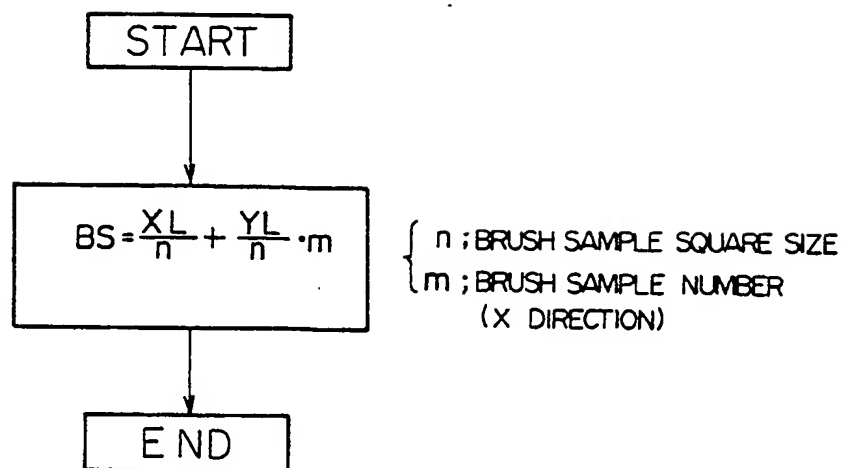 START
BS = XL/n + YL/n · m
n ; BRUSH SAMPLE SQUARE SIZE
m ; BRUSH SAMPLE NUMBER
(X DIRECTION)
END